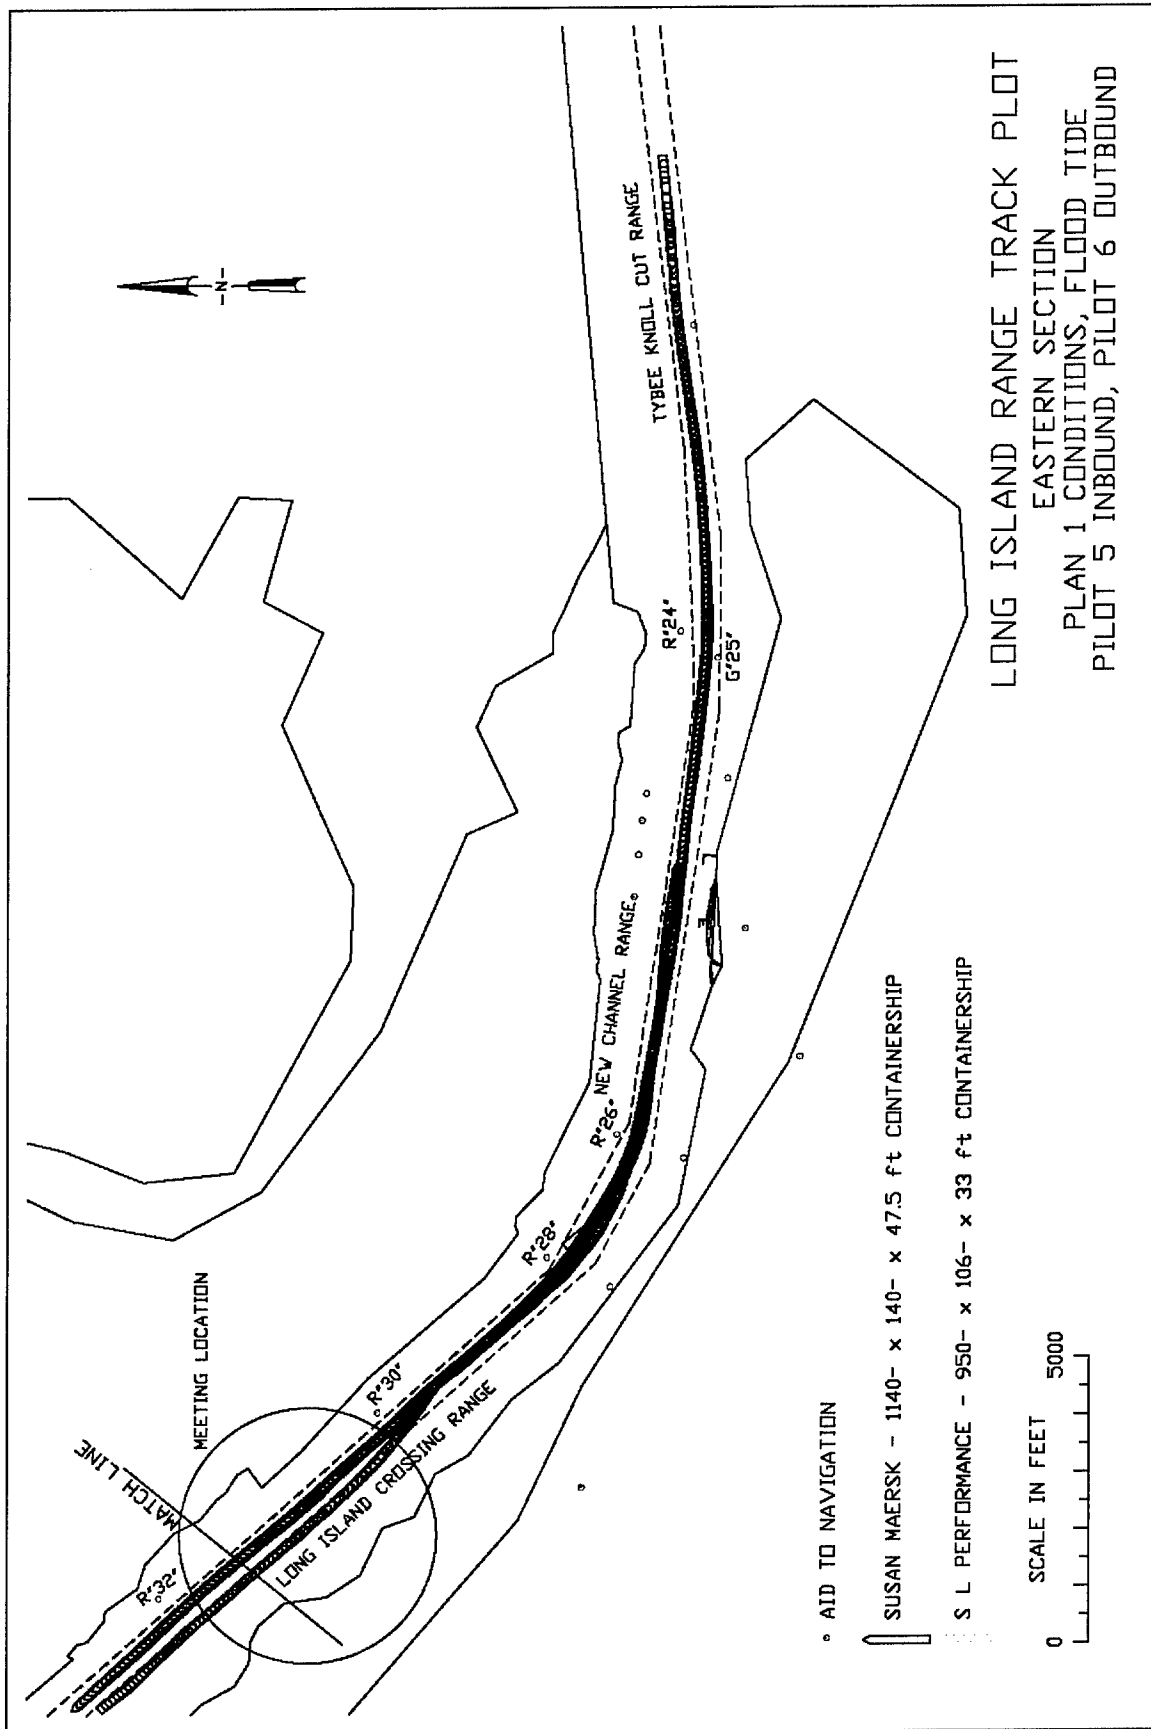 LONG ISLAND RANGE TRACK PLOT
EASTERN SECTION
PLAN 1 CONDITIONS, FLOOD TIDE
PILOT 5 INBOUND, PILOT 6 OUTBOUND
-N-
MATCH LINE
MEETING LOCATION
R"32"
R"30"
LONG ISLAND CROSSING RANGE
R"28"
R"26"
NEW CHANNEL RANGE
R"24"
G"25"
TYBEE KNOLL CUT RANGE
AID TO NAVIGATION
SUSAN MAERSK - 1140- x 140- x 47.5 ft CONTAINERSHIP
S L PERFORMANCE - 950- x 106- x 33 ft CONTAINERSHIP
SCALE IN FEET
0 5000